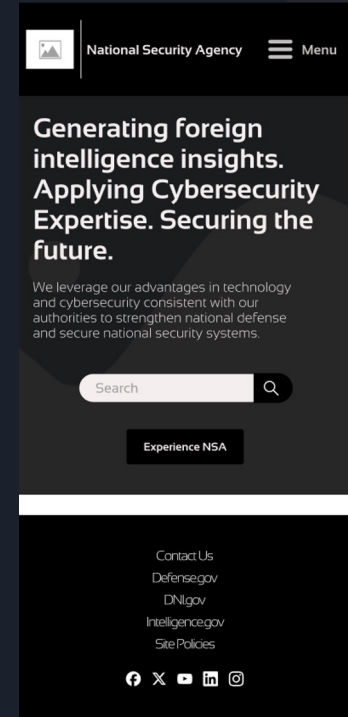 National Security Agency
Menu
Generating foreign
intelligence insights.
Applying Cybersecurity
Expertise. Securing the
future.
We leverage our advantages in technology
and cybersecurity consistent with our
authorities to strengthen national defense
and secure national security systems.
Search
Experience NSA
Contact Us
Defense.gov
DNI.gov
Intelligence.gov
Site Policies